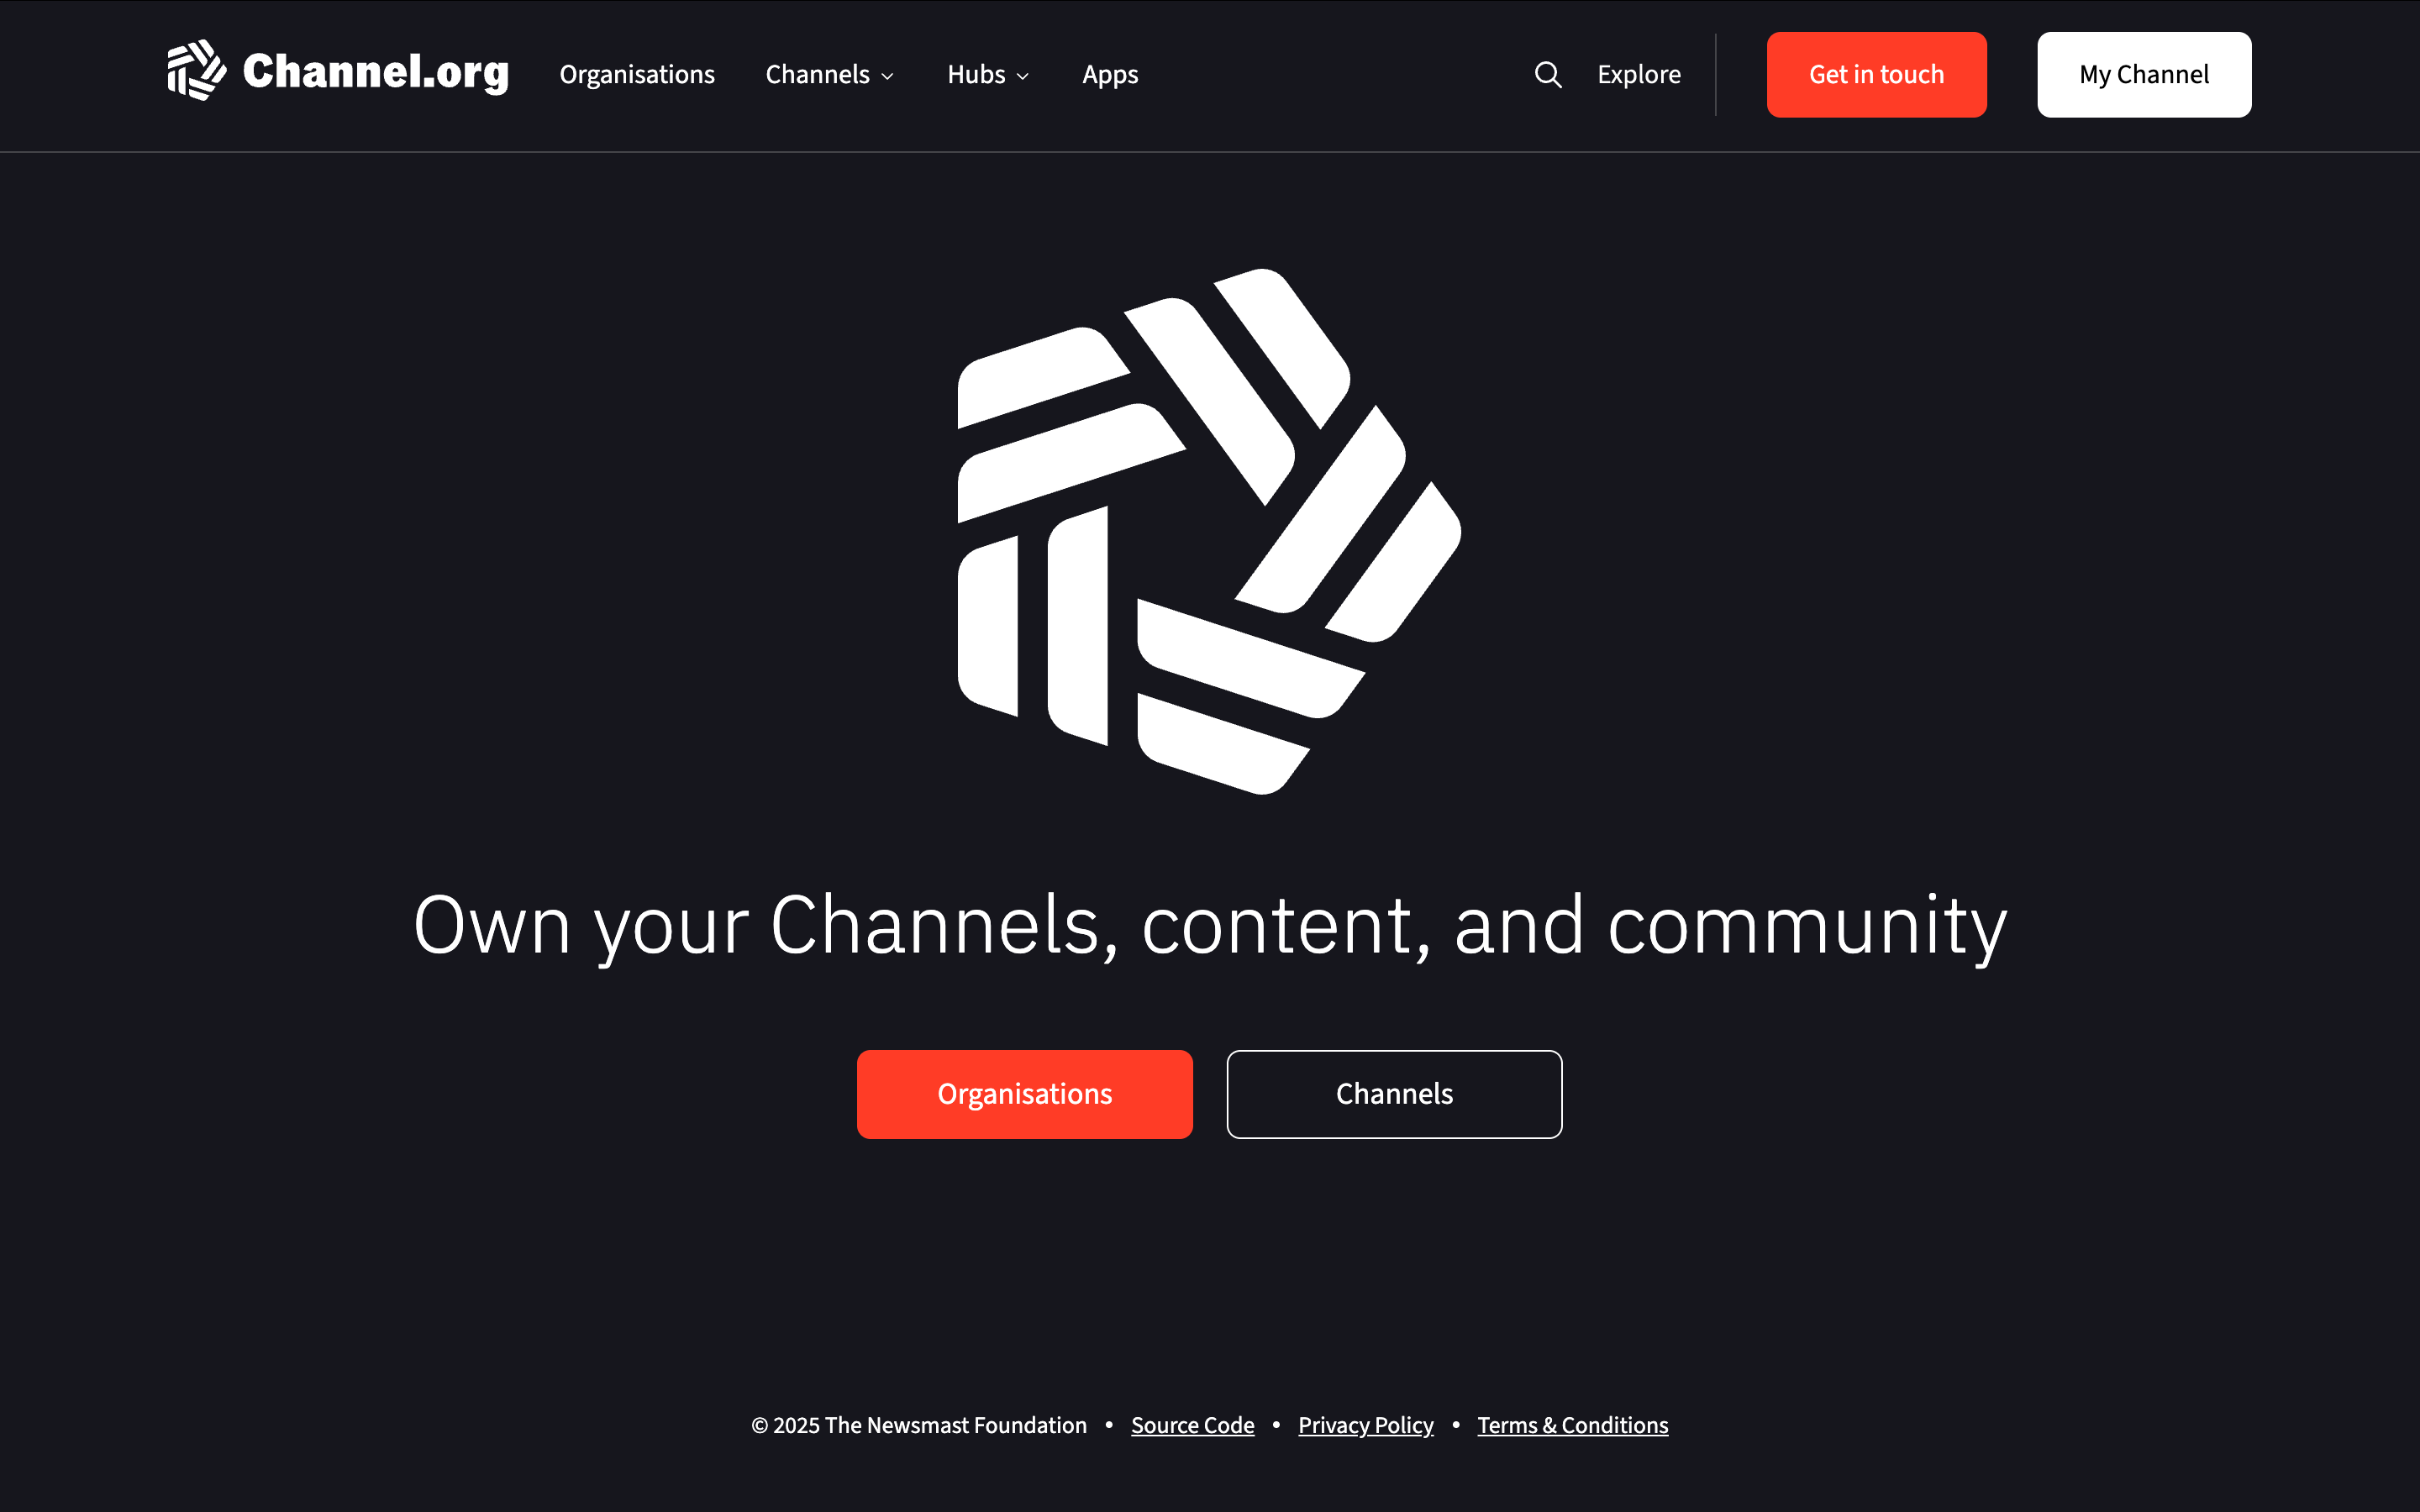 Channel.org Organisations Channels Hubs Apps Explore Get in touch My Channel
Own your Channels, content, and community
Organisations Channels
© 2025 The Newsmast Foundation • Source Code • Privacy Policy • Terms & Conditions